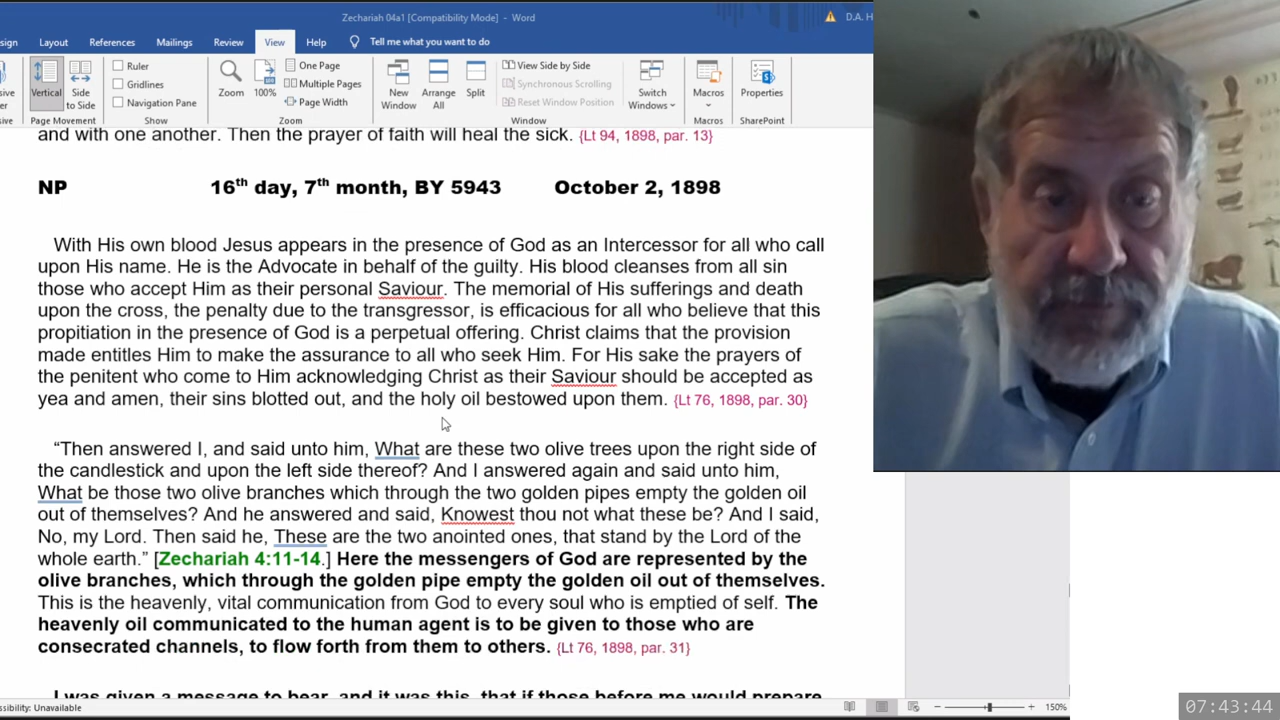 Zechariah 04a1 [Compatibility Mode] - Word
D.A. H
sign Layout References Mailings Review View Help Tell me what you want to do
Vertical Side to Side
Page Movement
Ruler
Gridlines
Navigation Pane
Show
Zoom 100% One Page
Multiple Pages
Page Width
Zoom
New Window Arrange All Split
View Side by Side
Synchronous Scrolling
Reset Window Position
Window
Switch Windows
Macros
Macros
Properties
SharePoint
and with one another. Then the prayer of faith will heal the sick. {Lt 94, 1898, par. 13}
NP 16th day, 7th month, BY 5943 October 2, 1898
With His own blood Jesus appears in the presence of God as an Intercessor for all who call
upon His name. He is the Advocate in behalf of the guilty. His blood cleanses from all sin
those who accept Him as their personal Saviour. The memorial of His sufferings and death
upon the cross, the penalty due to the transgressor, is efficacious for all who believe that this
propitiation in the presence of God is a perpetual offering. Christ claims that the provision
made entitles Him to make the assurance to all who seek Him. For His sake the prayers of
the penitent who come to Him acknowledging Christ as their Saviour should be accepted as
yea and amen, their sins blotted out, and the holy oil bestowed upon them. {Lt 76, 1898, par. 30}
“Then answered I, and said unto him, What are these two olive trees upon the right side of
the candlestick and upon the left side thereof? And I answered again and said unto him,
What be those two olive branches which through the two golden pipes empty the golden oil
out of themselves? And he answered and said, Knowest thou not what these be? And I said,
No, my Lord. Then said he, These are the two anointed ones, that stand by the Lord of the
whole earth.” [Zechariah 4:11-14.] Here the messengers of God are represented by the
olive branches, which through the golden pipe empty the golden oil out of themselves.
This is the heavenly, vital communication from God to every soul who is emptied of self. The
heavenly oil communicated to the human agent is to be given to those who are
consecrated channels, to flow forth from them to others. {Lt 76, 1898, par. 31}
I was given a message to bear, and it was this, that if those before me would prepare
ssibility: Unavailable
150%
07:43:44